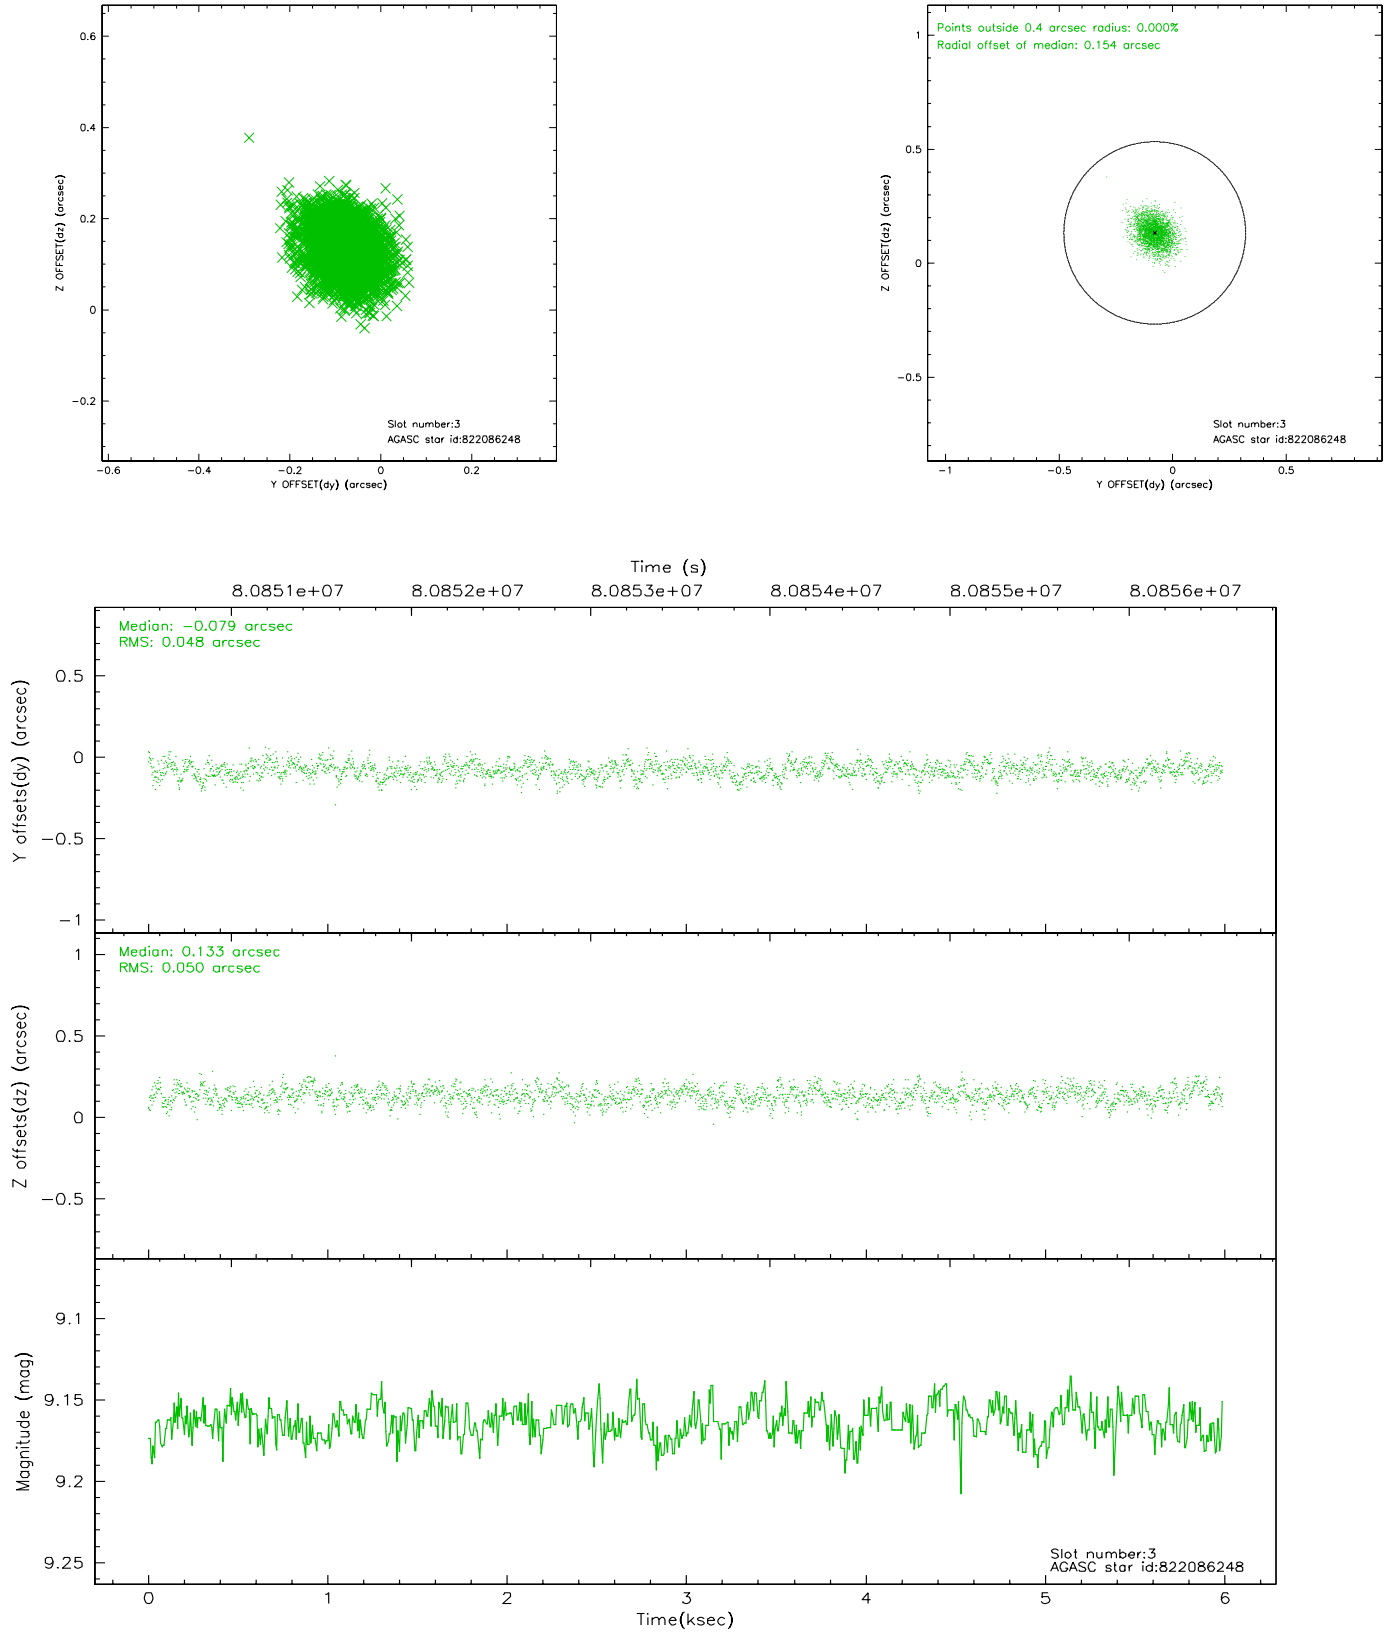 0.6
0.4
0.2
0
-0.2
Z OFFSET(dz) (arcsec)
-0.6
-0.4
-0.2
0
0.2
Y OFFSET(dy) (arcsec)
Slot number:3
AGASC star id:822086248
Points outside 0.4 arcsec radius: 0.000%
Radial offset of median: 0.154 arcsec
1
0.5
0
-0.5
Z OFFSET(dz) (arcsec)
-1
-0.5
0
0.5
Y OFFSET(dy) (arcsec)
Slot number:3
AGASC star id:822086248
Time (s)
8.0851e+07
8.0852e+07
8.0853e+07
8.0854e+07
8.0855e+07
8.0856e+07
Median: -0.079 arcsec
RMS: 0.048 arcsec
0.5
0
-0.5
-1
Y offsets(dy) (arcsec)
Median: 0.133 arcsec
RMS: 0.050 arcsec
1
0.5
0
-0.5
Z offsets(dz) (arcsec)
9.1
9.15
9.2
9.25
Magnitude (mag)
Slot number:3
AGASC star id:822086248
0
1
2
3
4
5
6
Time(ksec)